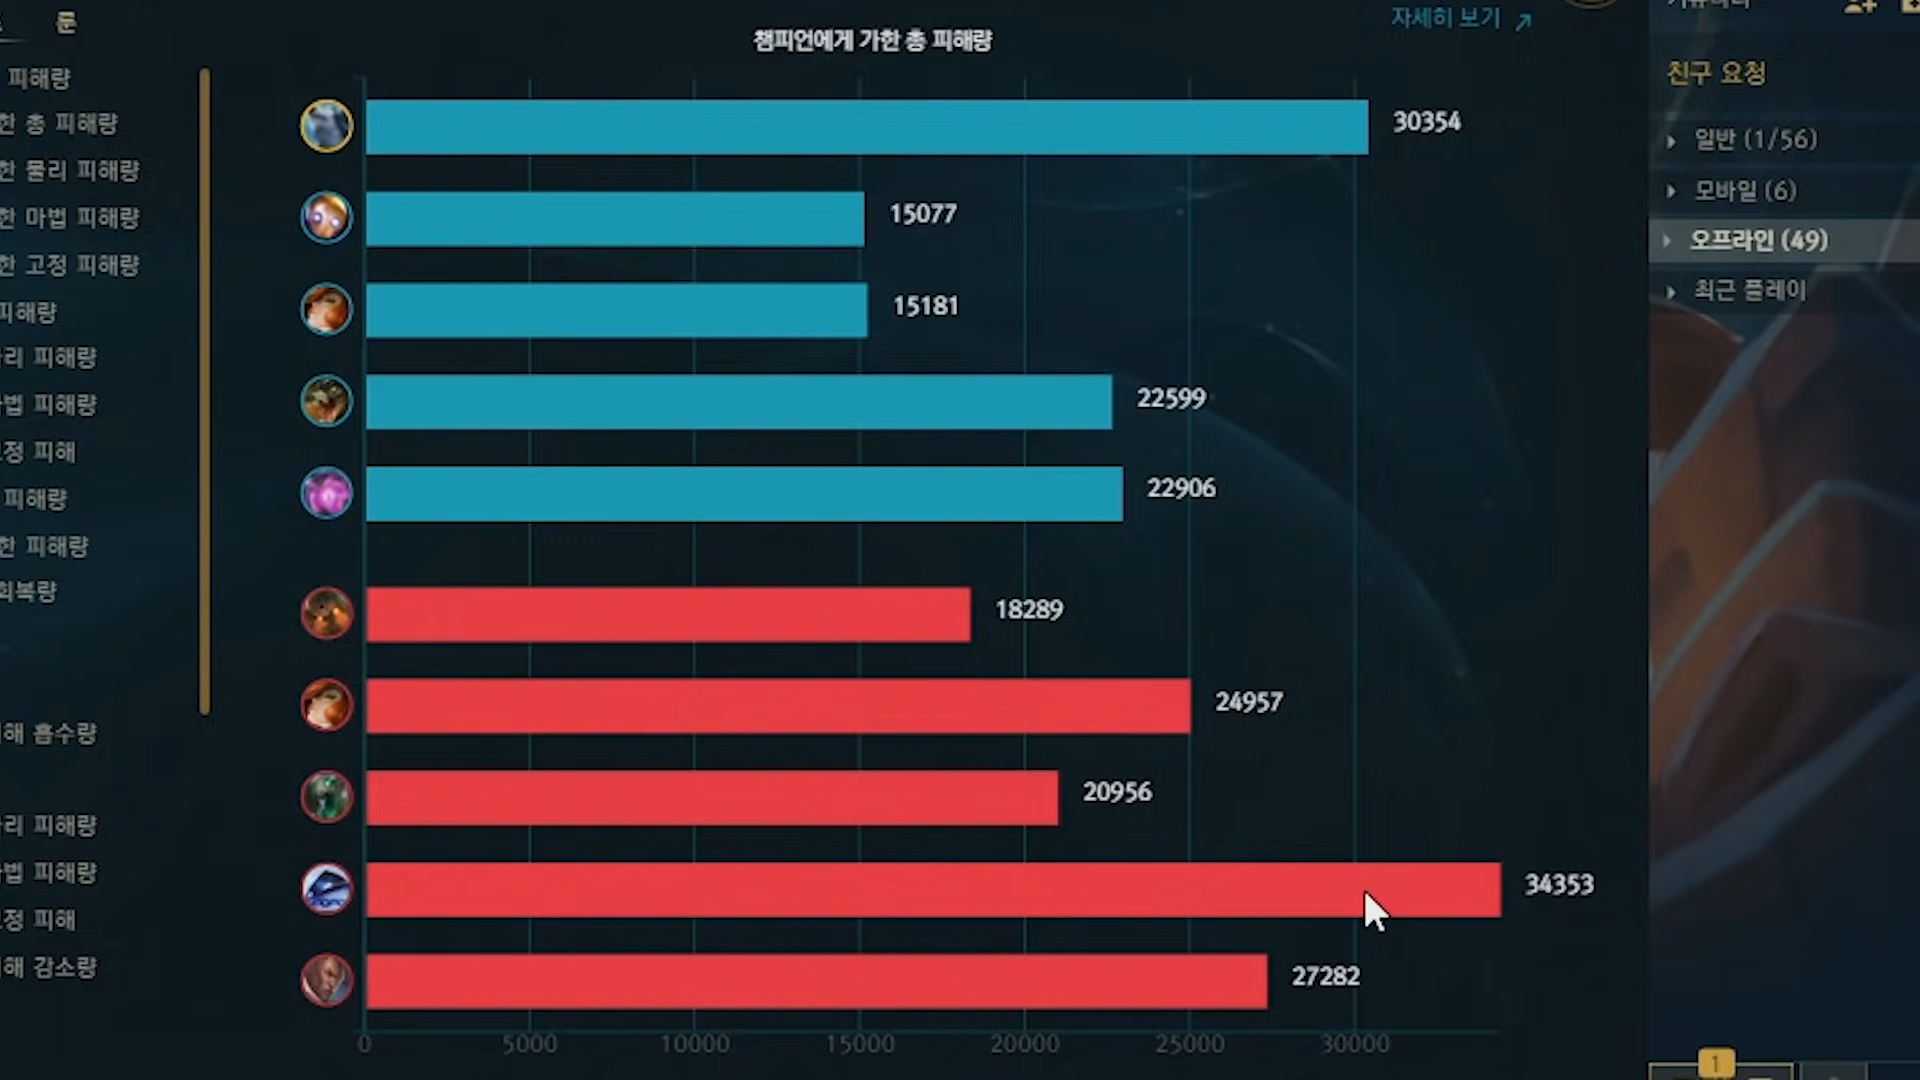 룬
피해량
한 총 피해량
한 물리 피해량
한 마법 피해량
한 고정 피해량
피해량
리 피해량
법 피해량
정 피해
피해량
한 피해량
회복량
해 흡수량
리 피해량
법 피해량
정 피해
해 감소량
챔피언에게 가한 총 피해량
자세히 보기
30354
15077
15181
22599
22906
18289
24957
20956
34353
27282
0 5000 10000 15000 20000 25000 30000
친구 요청
일반 (1/56)
모바일 (6)
오프라인 (49)
최근 플레이
1